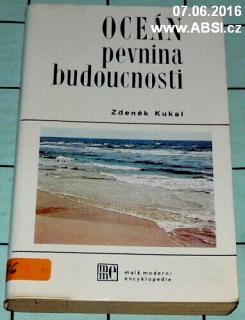 07.06.2016
www.ABSI.cz
OCEÁN
pevnina
budoucnosti
Zdeněk Kukal
mme
malá moderní
encyklopedie